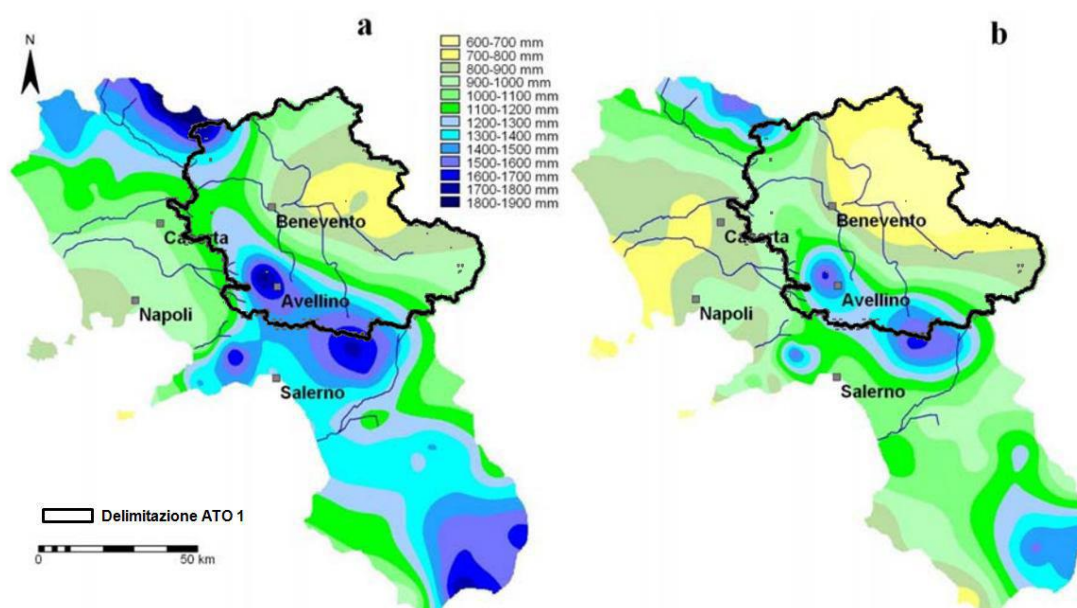 a
b
N
600-700 mm
700-800 mm
800-900 mm
900-1000 mm
1000-1100 mm
1100-1200 mm
1200-1300 mm
1300-1400 mm
1400-1500 mm
1500-1600 mm
1600-1700 mm
1700-1800 mm
1800-1900 mm
Benevento
Caserta
Avellino
Napoli
Salerno
Benevento
Caserta
Avellino
Napoli
Salerno
Delimitazione ATO 1
0 50 km